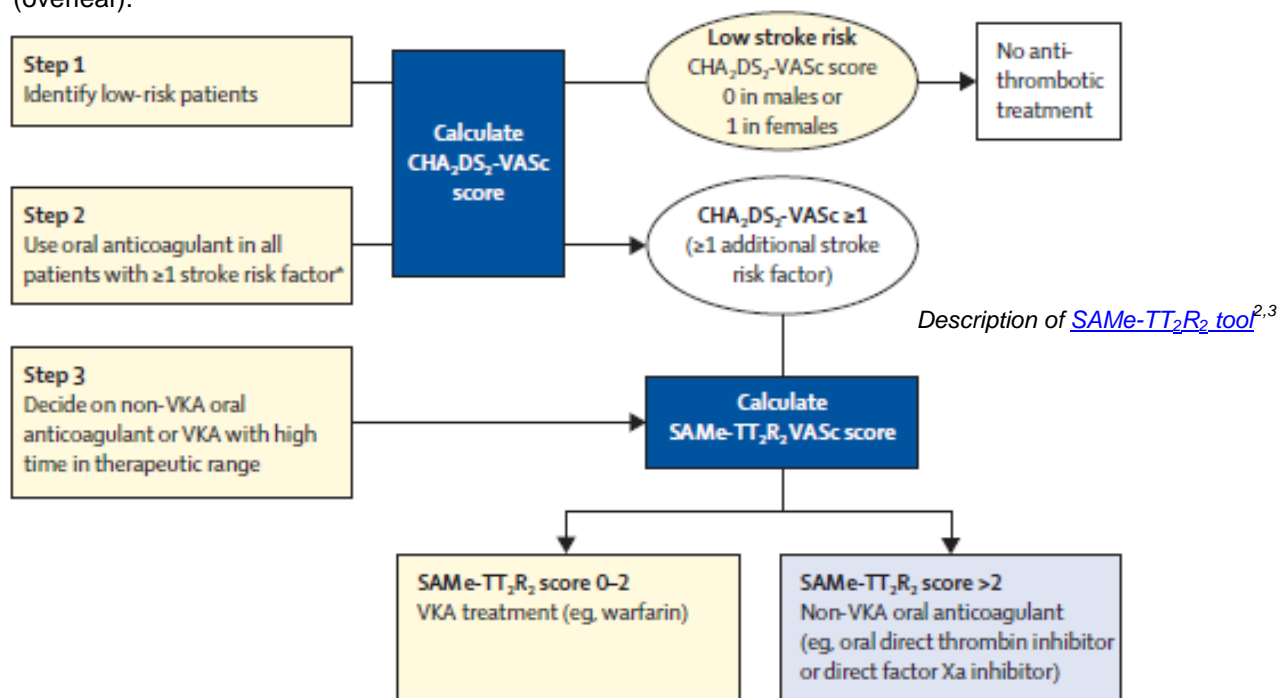 (overleaf).
Step 1
Identify low-risk patients
Calculate
CHA₂DS₂-VASc
score
Low stroke risk
CHA₂DS₂-VASc score
0 in males or
1 in females
No anti-
thrombotic
treatment
Step 2
Use oral anticoagulant in all
patients with ≥1 stroke risk factor*
CHA₂DS₂-VASc ≥1
(≥1 additional stroke
risk factor)
Description of SAMe-TT₂R₂ tool²,³
Step 3
Decide on non-VKA oral
anticoagulant or VKA with high
time in therapeutic range
Calculate
SAMe-TT₂R₂VASc score
SAMe-TT₂R₂ score 0–2
VKA treatment (eg, warfarin)
SAMe-TT₂R₂ score >2
Non-VKA oral anticoagulant
(eg, oral direct thrombin inhibitor
or direct factor Xa inhibitor)